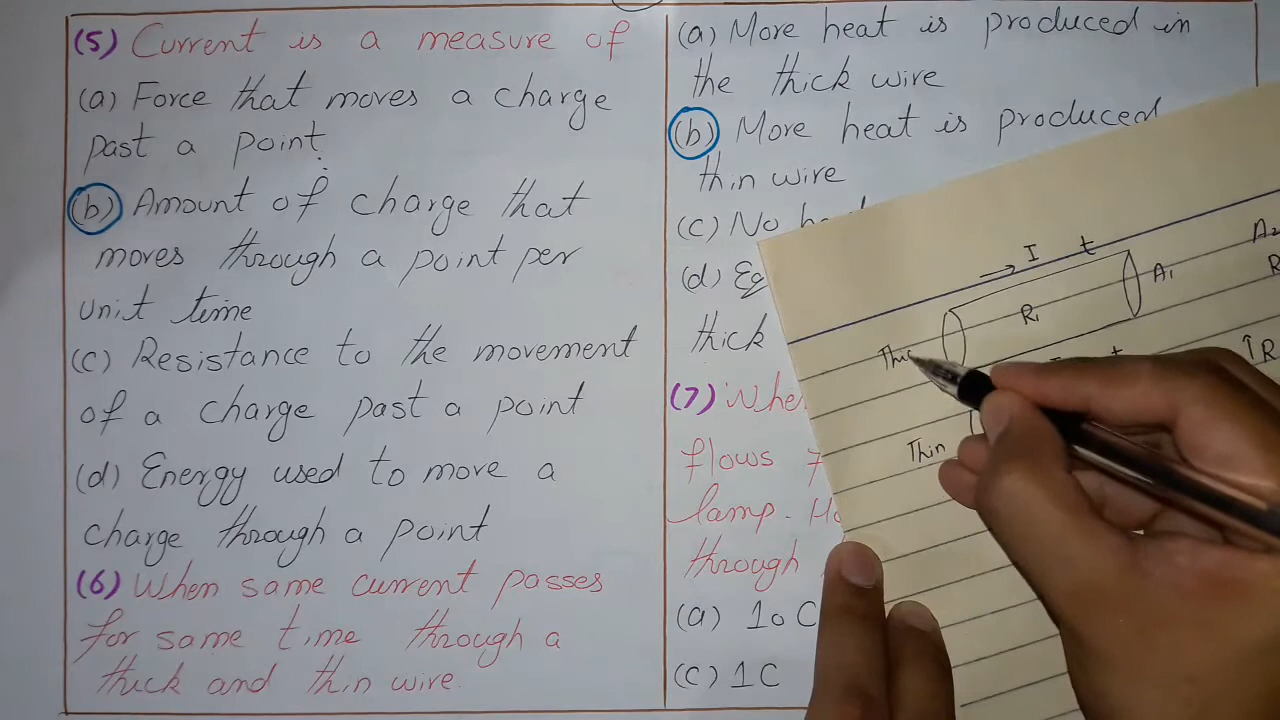 (5) Current is a measure of
(a) Force that moves a charge
past a point.
(b) Amount of charge that
moves through a point per
unit time
(c) Resistance to the movement
of a charge past a point
(d) Energy used to move a
charge through a point
(6) When same current passes
for same time through a
thick and thin wire.
(a) More heat is produced in
the thick wire
(b) More heat is produced
thin wire
(c) No
(d)
thick
(7)
flows
lamp.
through
(a) 10 C
(c) 1C
I t
A1
R1
A2
R
↑R
Thin